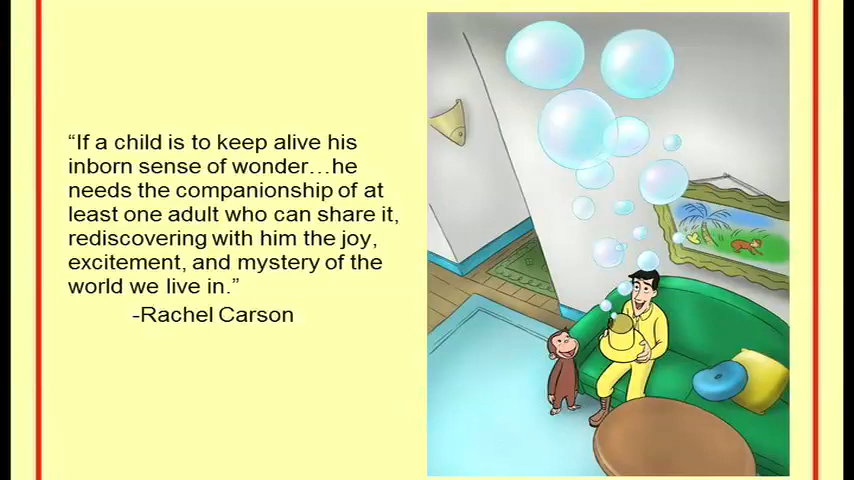 “If a child is to keep alive his
inborn sense of wonder…he
needs the companionship of at
least one adult who can share it,
rediscovering with him the joy,
excitement, and mystery of the
world we live in.”
-Rachel Carson